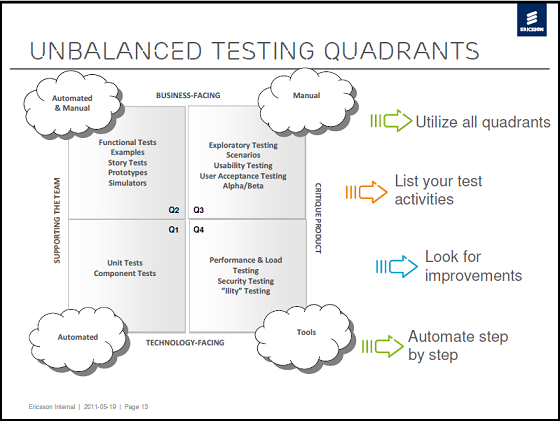 ERICSSON
UNBALANCED TESTING QUADRANTS
Automated
& Manual
BUSINESS-FACING
Manual
Functional Tests
Examples
Story Tests
Prototypes
Simulators
Q2
Exploratory Testing
Scenarios
Usability Testing
User Acceptance Testing
Alpha/Beta
Q3
SUPPORTING THE TEAM
CRITIQUE PRODUCT
Q1
Unit Tests
Component Tests
Q4
Performance & Load
Testing
Security Testing
"Ility" Testing
Automated
TECHNOLOGY-FACING
Tools
Utilize all quadrants
List your test
activities
Look for
improvements
Automate step
by step
Ericsson Internal | 2011-05-19 | Page 13